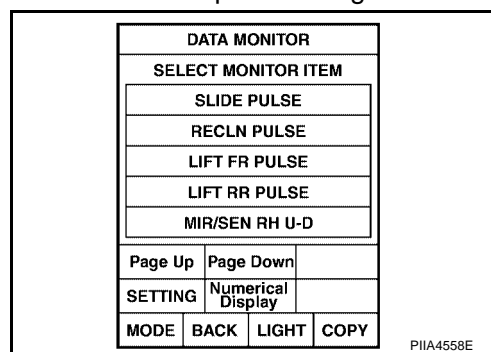 DATA MONITOR
SELECT MONITOR ITEM
SLIDE PULSE
RECLN PULSE
LIFT FR PULSE
LIFT RR PULSE
MIR/SEN RH U-D
Page Up Page Down
SETTING Numerical
Display
MODE BACK LIGHT COPY
PIIA4558E